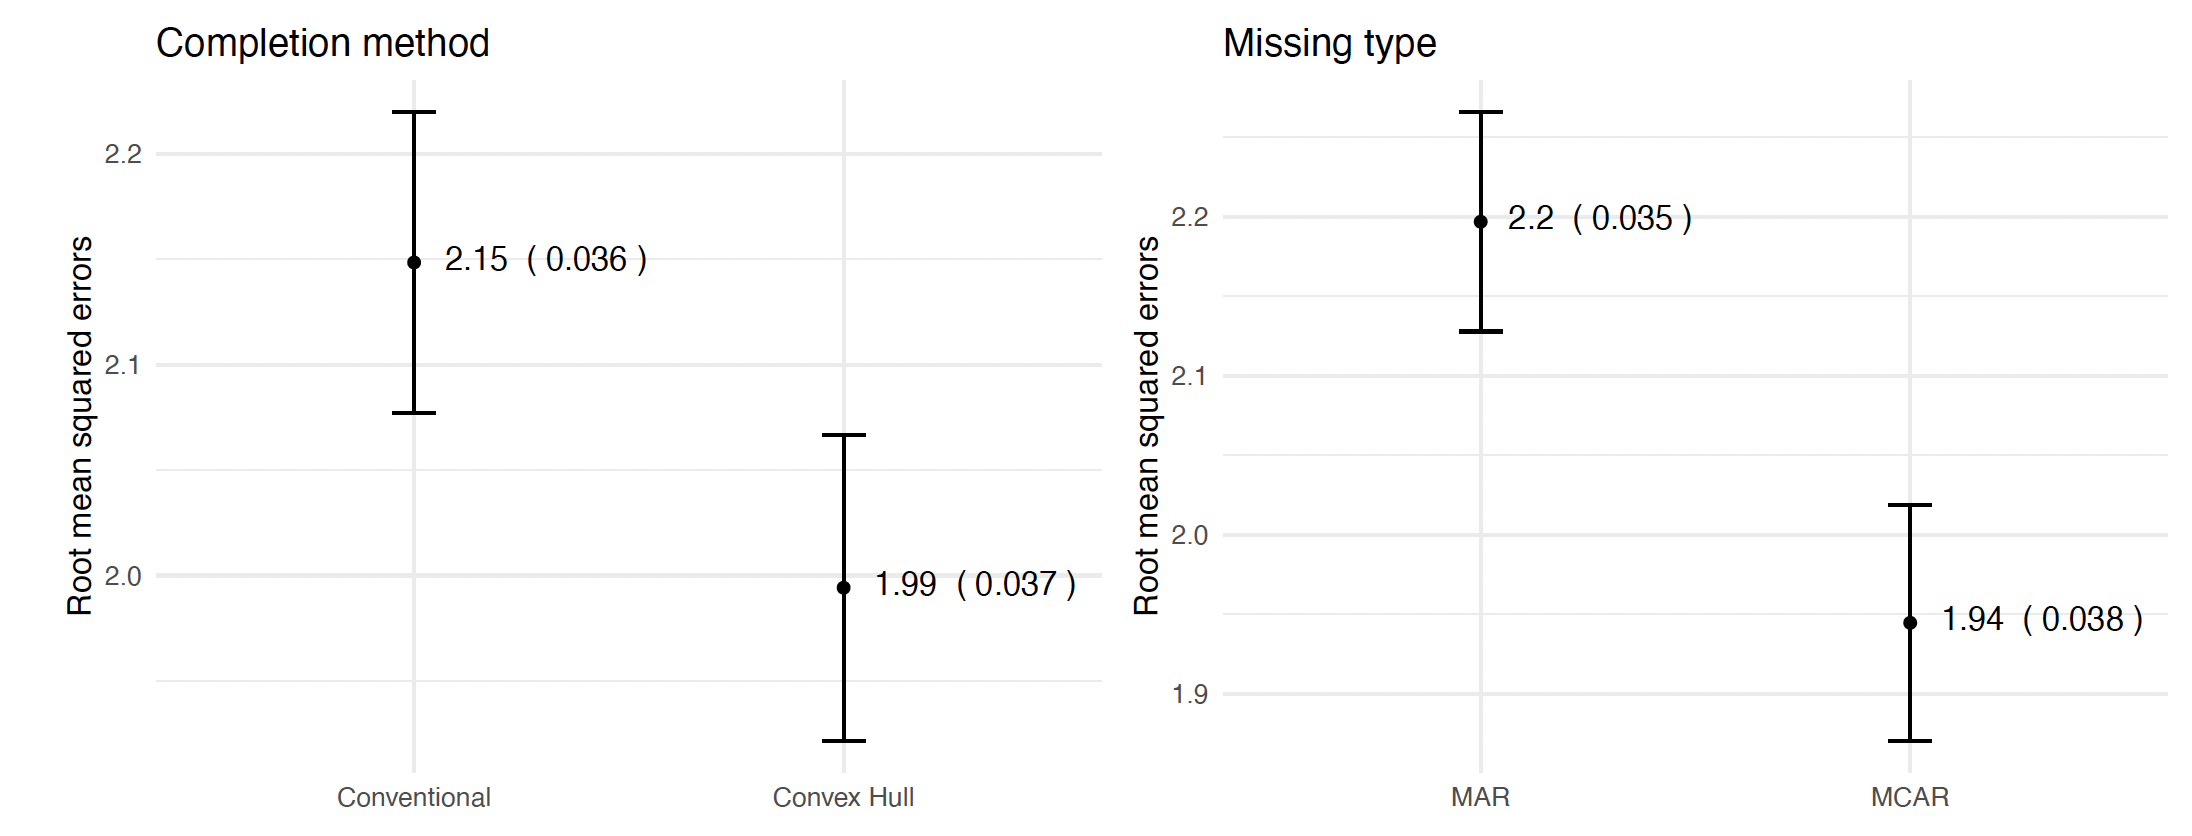 Completion method
Root mean squared errors
2.2
2.1
2.0
2.15 ( 0.036 )
1.99 ( 0.037 )
Conventional
Convex Hull
Missing type
Root mean squared errors
2.2
2.1
2.0
1.9
2.2 ( 0.035 )
1.94 ( 0.038 )
MAR
MCAR